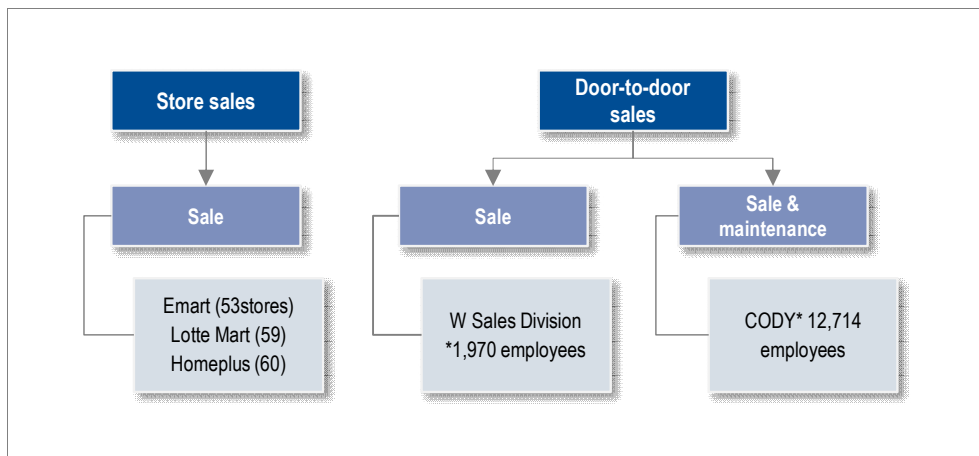 Store sales
Door-to-door
sales
Sale
Sale
Sale &
maintenance
Emart (53stores)
Lotte Mart (59)
Homeplus (60)
W Sales Division
*1,970 employees
CODY* 12,714
employees